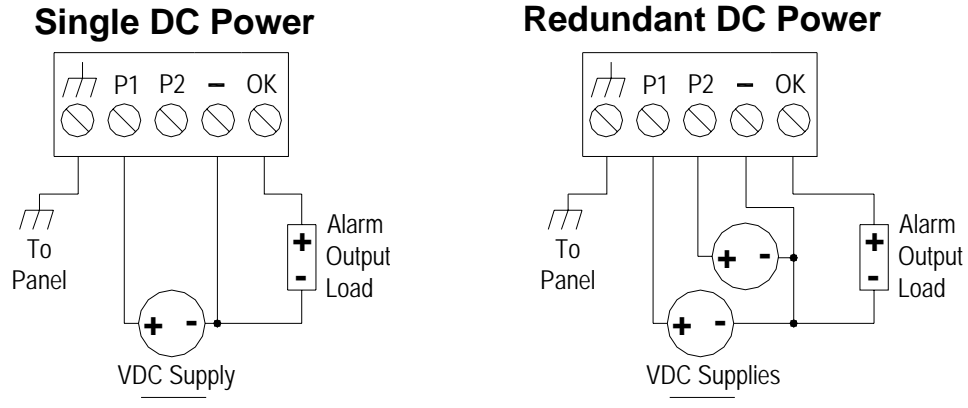 Single DC Power
P1 P2 – OK
To
Panel
+ -
Alarm
Output
Load
+ -
VDC Supply
Redundant DC Power
P1 P2 – OK
To
Panel
+ -
+ -
Alarm
Output
Load
+ -
VDC Supplies